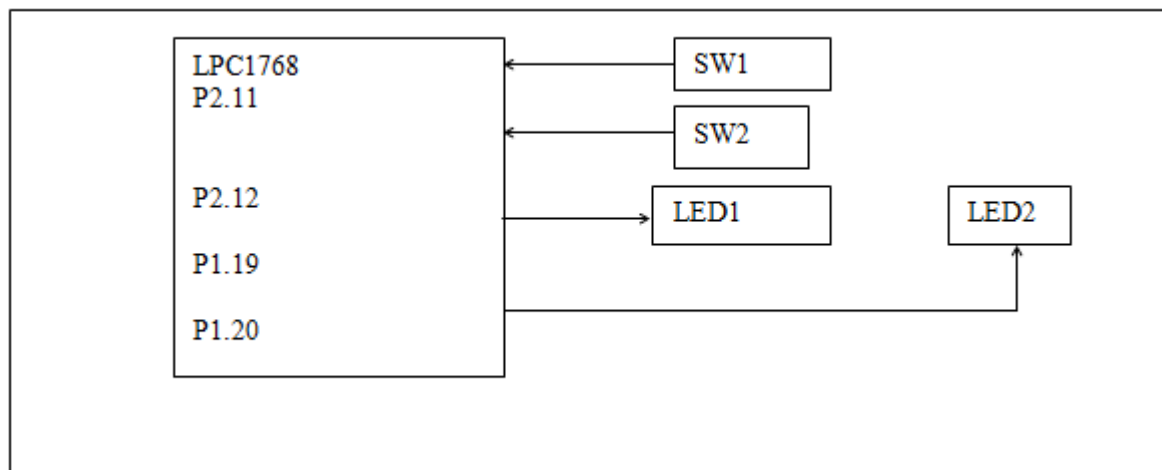 LPC1768
P2.11
P2.12
P1.19
P1.20
SW1
SW2
LED1
LED2